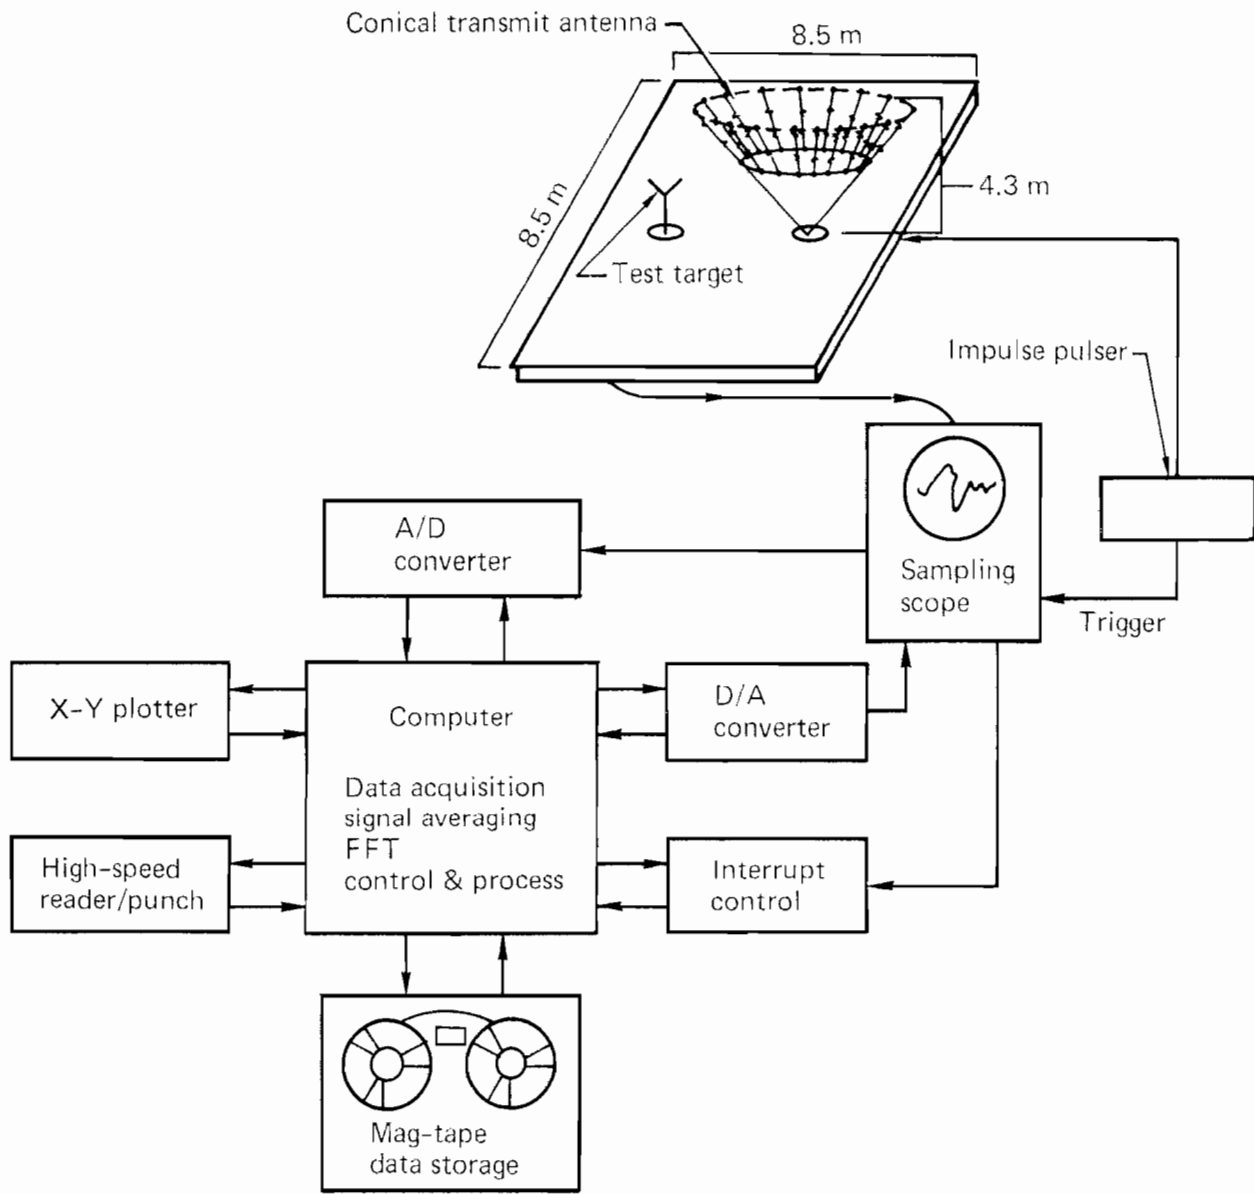 Conical transmit antenna
8.5 m
8.5 m
4.3 m
Test target
Impulse pulser
A/D
converter
Sampling
scope
Trigger
X-Y plotter
Computer
D/A
converter
Data acquisition
signal averaging
FFT
control & process
High-speed
reader/punch
Interrupt
control
Mag-tape
data storage